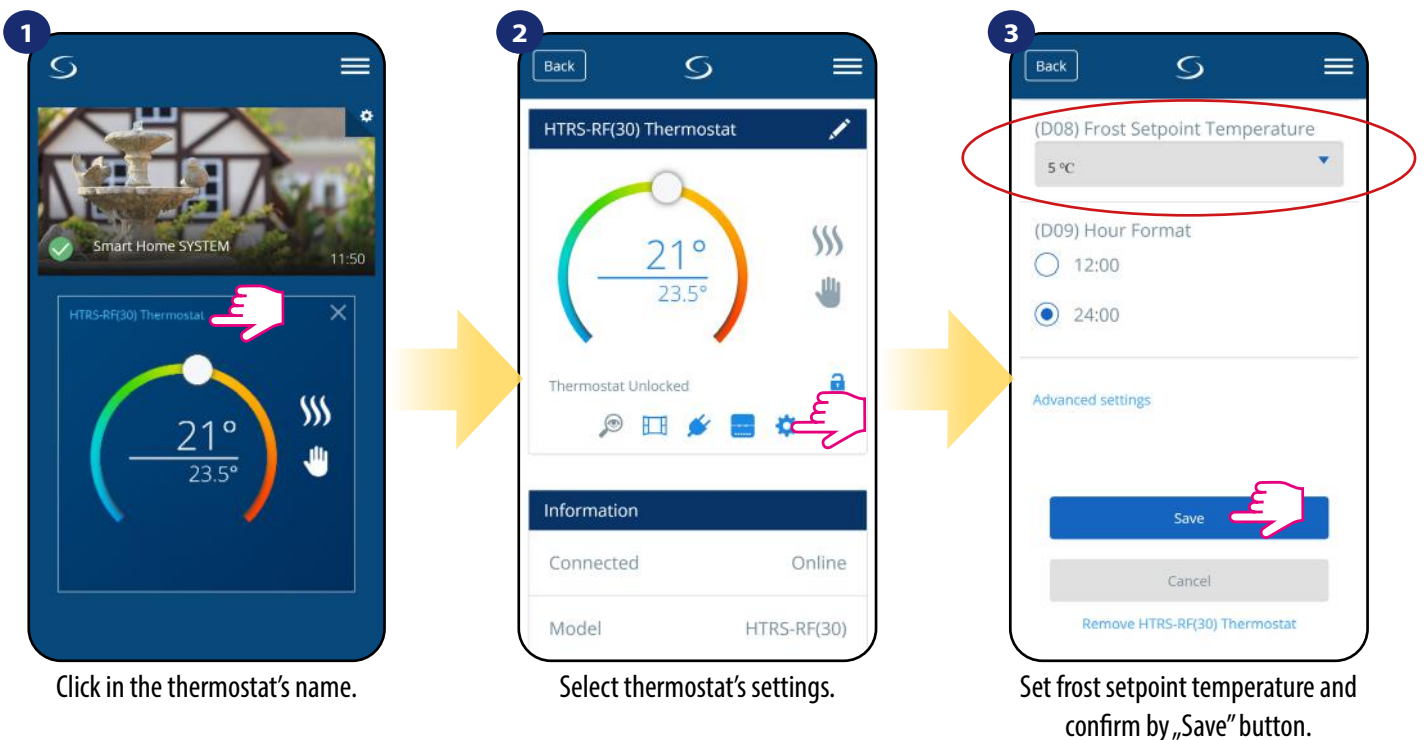 1
Smart Home SYSTEM
11:50
HTRS-RF(30) Thermostat
21°
23.5°
Click in the thermostat's name.
2
Back
HTRS-RF(30) Thermostat
21°
23.5°
Thermostat Unlocked
Information
Connected Online
Model HTRS-RF(30)
Select thermostat's settings.
3
Back
(D08) Frost Setpoint Temperature
5 °C
(D09) Hour Format
12:00
24:00
Advanced settings
Save
Cancel
Remove HTRS-RF(30) Thermostat
Set frost setpoint temperature and
confirm by „Save” button.